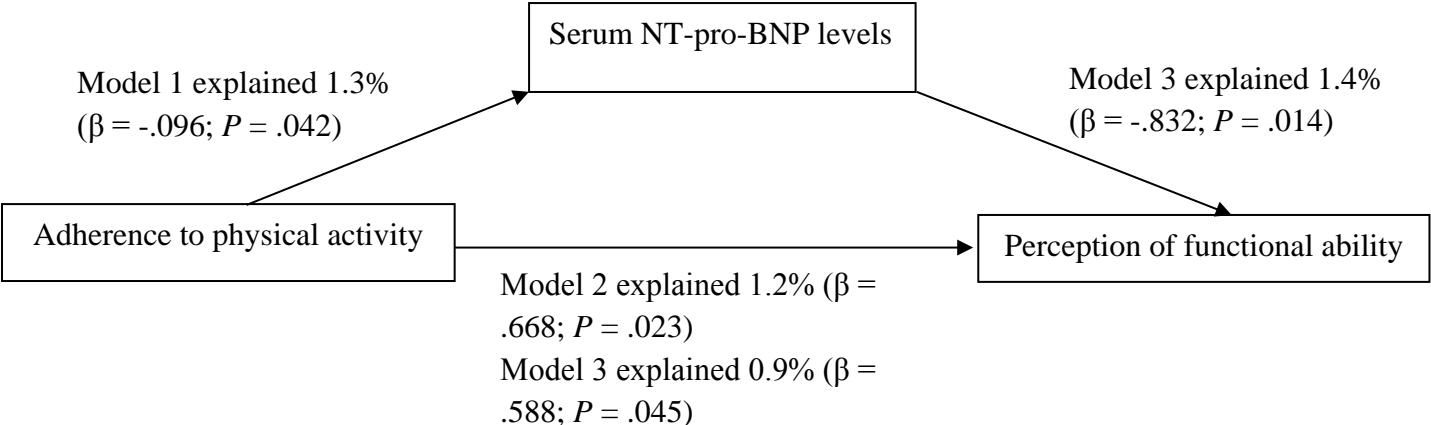 Serum NT-pro-BNP levels
Model 1 explained 1.3%
(β = -.096; P = .042)
Model 3 explained 1.4%
(β = -.832; P = .014)
Adherence to physical activity
Perception of functional ability
Model 2 explained 1.2% (β =
.668; P = .023)
Model 3 explained 0.9% (β =
.588; P = .045)